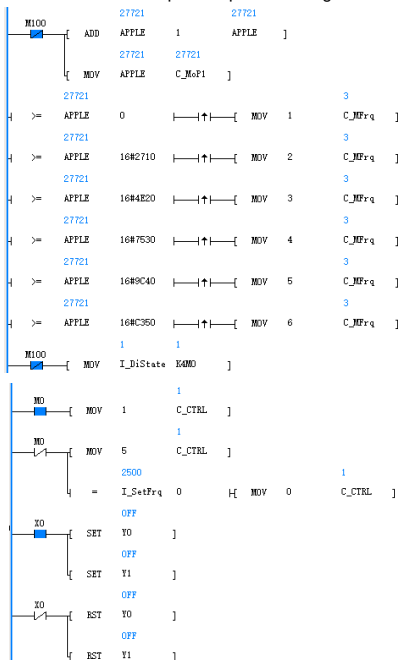 27721 27721
M100
[ ADD APPLE 1 APPLE ]
27721 27721
[ MOV APPLE C_MoP1 ]
27721 3
>= APPLE 0 [ MOV 1 C_MFrq ]
27721 3
>= APPLE 16#2710 [ MOV 2 C_MFrq ]
27721 3
>= APPLE 16#4E20 [ MOV 3 C_MFrq ]
27721 3
>= APPLE 16#7530 [ MOV 4 C_MFrq ]
27721 3
>= APPLE 16#9C40 [ MOV 5 C_MFrq ]
27721 3
>= APPLE 16#C350 [ MOV 6 C_MFrq ]
1 1
M100
[ MOV I_DiState K4M0 ]
1
M0
[ MOV 1 C_CTRL ]
1
M0
[ MOV 5 C_CTRL ]
2500 1
= I_SetFrq 0 [ MOV 0 C_CTRL ]
OFF
X0
[ SET Y0 ]
OFF
[ SET Y1 ]
OFF
X0
[ RST Y0 ]
OFF
[ RST Y1 ]